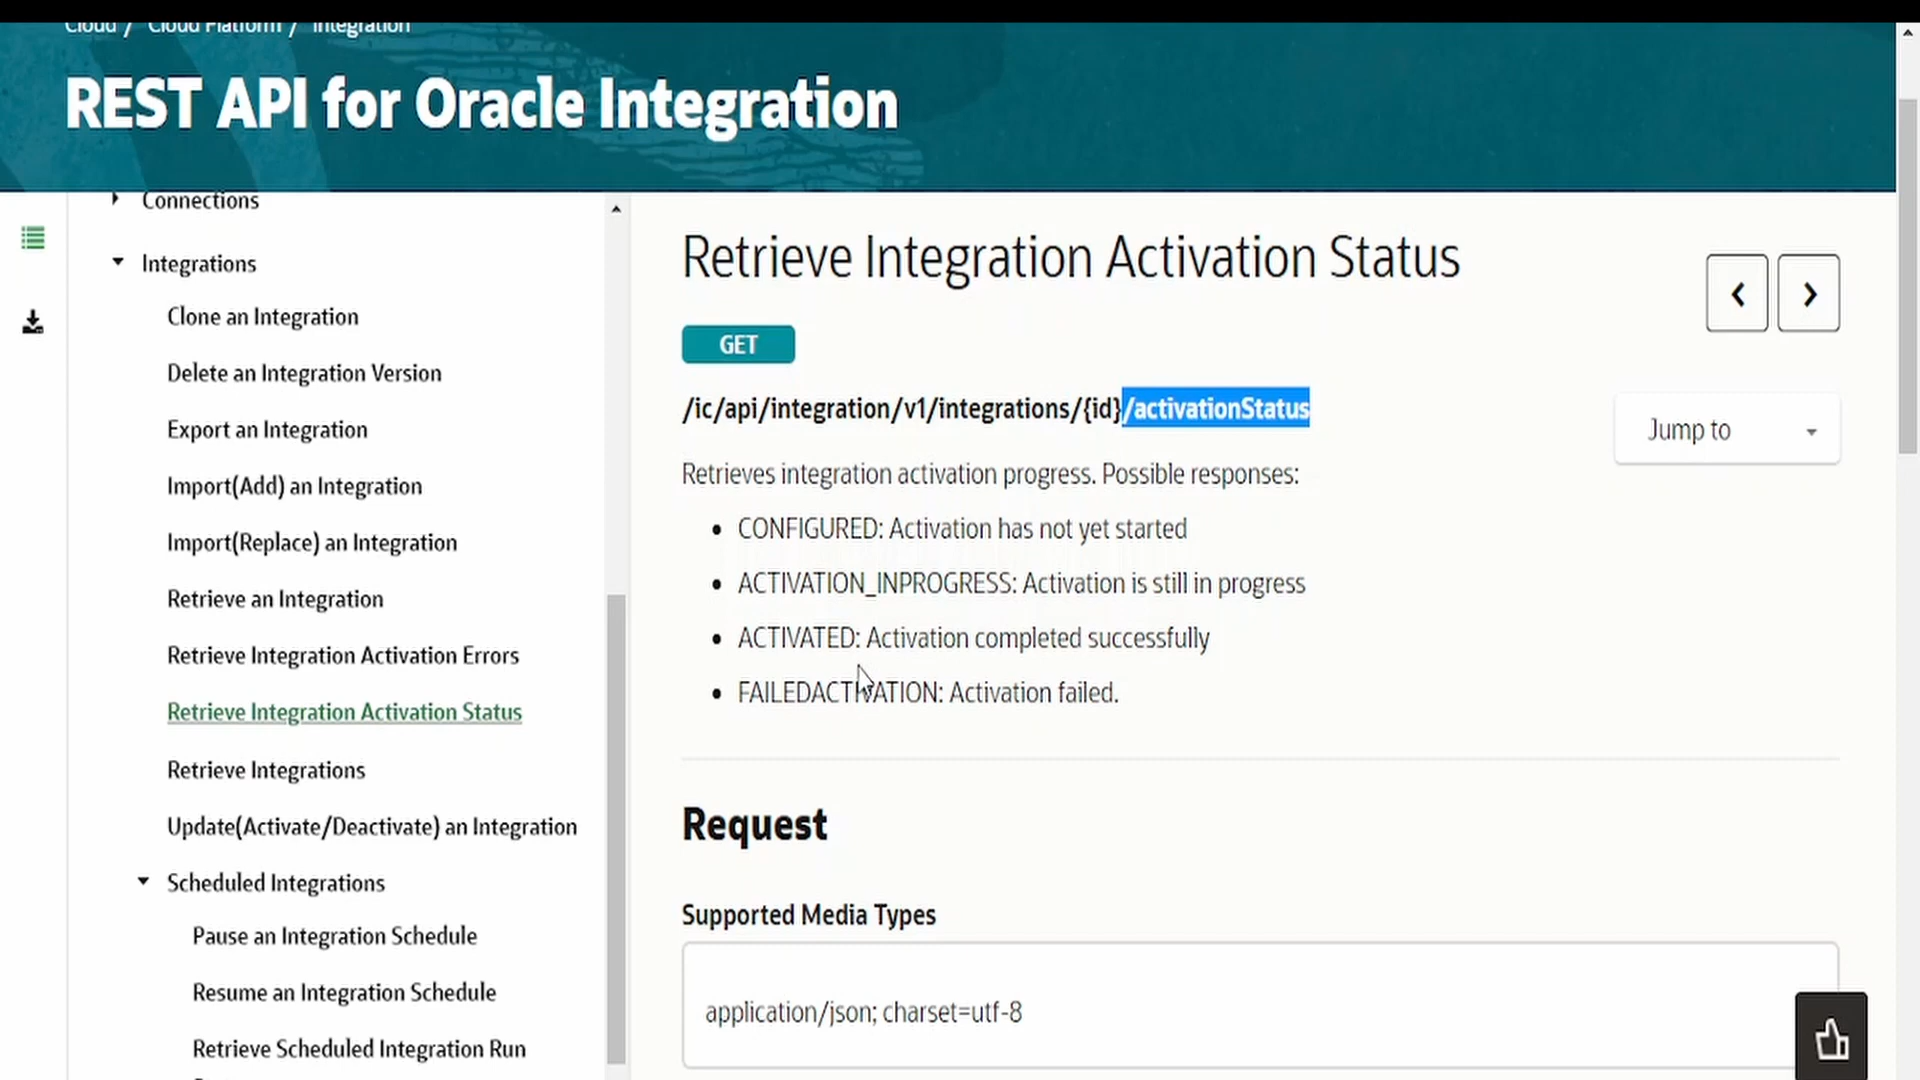 Cloud / Cloud Platform / Integration
REST API for Oracle Integration
Connections
Integrations
Clone an Integration
Delete an Integration Version
Export an Integration
Import(Add) an Integration
Import(Replace) an Integration
Retrieve an Integration
Retrieve Integration Activation Errors
Retrieve Integration Activation Status
Retrieve Integrations
Update(Activate/Deactivate) an Integration
Scheduled Integrations
Pause an Integration Schedule
Resume an Integration Schedule
Retrieve Scheduled Integration Run
Retrieve Integration Activation Status
GET
/ic/api/integration/v1/integrations/{id}/activationStatus
Jump to
Retrieves integration activation progress. Possible responses:
• CONFIGURED: Activation has not yet started
• ACTIVATION_INPROGRESS: Activation is still in progress
• ACTIVATED: Activation completed successfully
• FAILEDACTIVATION: Activation failed.
Request
Supported Media Types
application/json; charset=utf-8